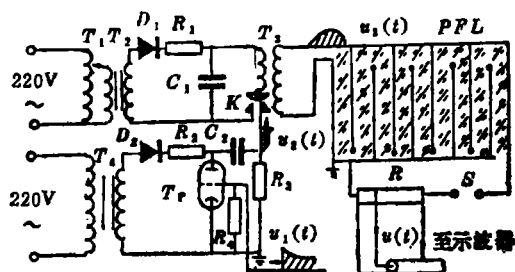 T₁ T₂ D₁ R₁ T₃ u₃(t) PFL
220V
~
C₁
K
D₂ R₂ C₂ u₂(t)
T₄
220V
~
Tᵣ
R₃
R₄
u₁(t)
R S
u(t) 至示波器